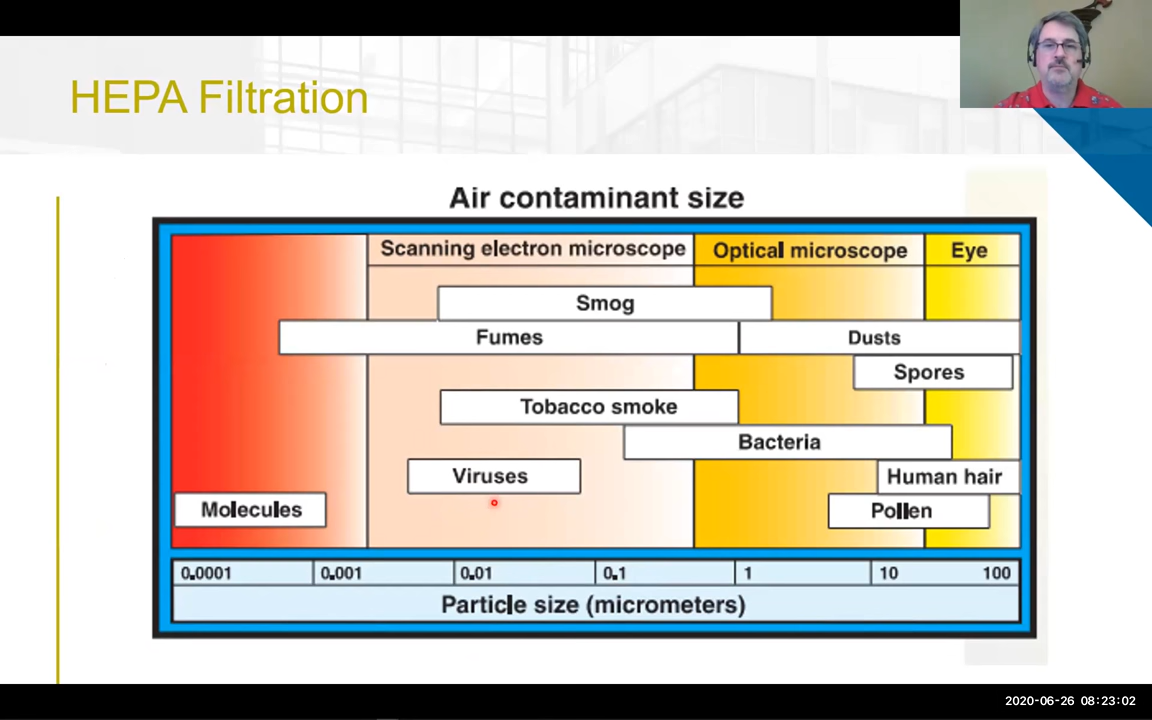 HEPA Filtration
Air contaminant size
Scanning electron microscope
Optical microscope
Eye
Smog
Fumes
Dusts
Spores
Tobacco smoke
Bacteria
Viruses
Human hair
Molecules
Pollen
0.0001 0.001 0.01 0.1 1 10 100
Particle size (micrometers)
2020-06-26 08:23:02